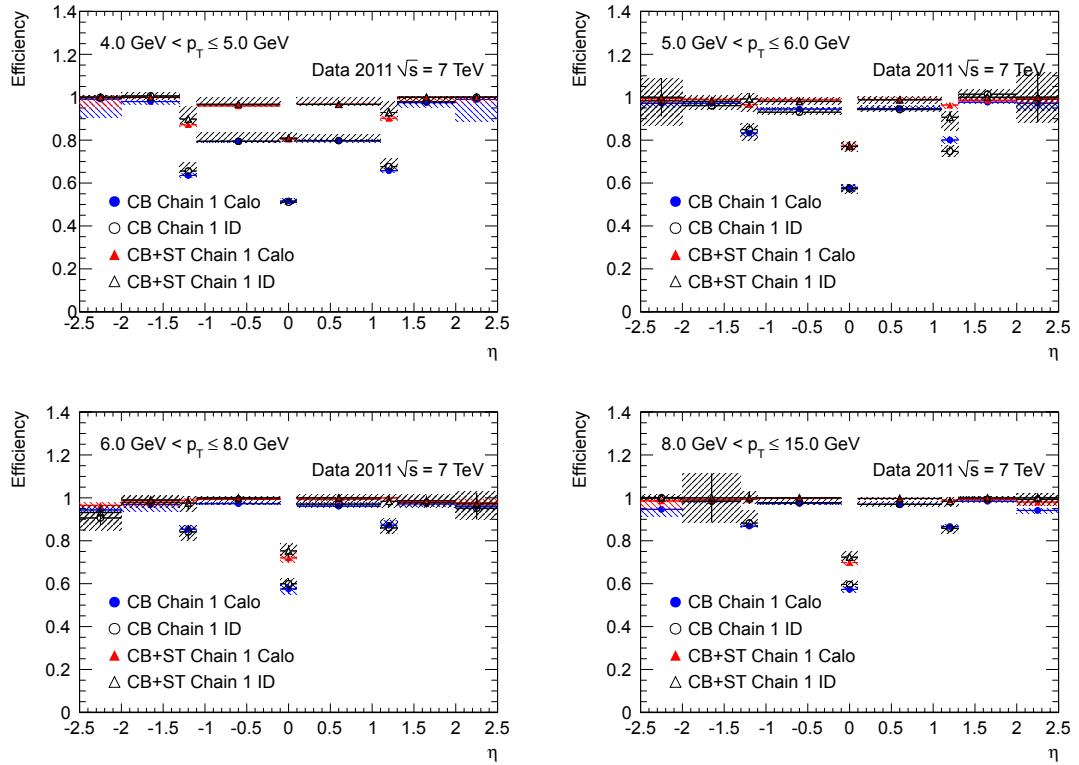 Efficiency
1.4
1.2
1
0.8
0.6
0.4
0.2
0
4.0 GeV < p_T ≤ 5.0 GeV
Data 2011 √s = 7 TeV
CB Chain 1 Calo
CB Chain 1 ID
CB+ST Chain 1 Calo
CB+ST Chain 1 ID
-2.5 -2 -1.5 -1 -0.5 0 0.5 1 1.5 2 2.5
η
Efficiency
1.4
1.2
1
0.8
0.6
0.4
0.2
0
5.0 GeV < p_T ≤ 6.0 GeV
Data 2011 √s = 7 TeV
CB Chain 1 Calo
CB Chain 1 ID
CB+ST Chain 1 Calo
CB+ST Chain 1 ID
-2.5 -2 -1.5 -1 -0.5 0 0.5 1 1.5 2 2.5
η
Efficiency
1.4
1.2
1
0.8
0.6
0.4
0.2
0
6.0 GeV < p_T ≤ 8.0 GeV
Data 2011 √s = 7 TeV
CB Chain 1 Calo
CB Chain 1 ID
CB+ST Chain 1 Calo
CB+ST Chain 1 ID
-2.5 -2 -1.5 -1 -0.5 0 0.5 1 1.5 2 2.5
η
Efficiency
1.4
1.2
1
0.8
0.6
0.4
0.2
0
8.0 GeV < p_T ≤ 15.0 GeV
Data 2011 √s = 7 TeV
CB Chain 1 Calo
CB Chain 1 ID
CB+ST Chain 1 Calo
CB+ST Chain 1 ID
-2.5 -2 -1.5 -1 -0.5 0 0.5 1 1.5 2 2.5
η